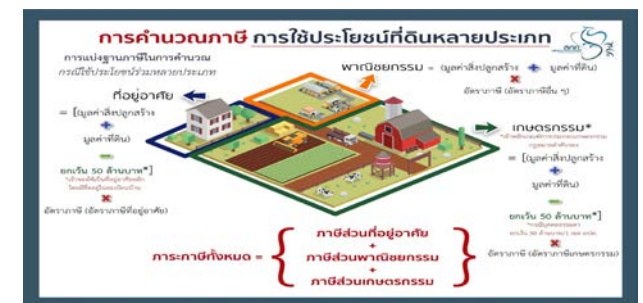 การคำนวณภาษี การใช้ประโยชน์ที่ดินหลายประเภท
สศค.
การแบ่งฐานภาษีในการคำนวณ
กรณีใช้ประโยชน์ร่วมหลายประเภท
พาณิชยกรรม = (มูลค่าสิ่งปลูกสร้าง + มูลค่าที่ดิน)
×
อัตราภาษี (อัตราภาษีอื่น ๆ)
ที่อยู่อาศัย
= [(มูลค่าสิ่งปลูกสร้าง
+
มูลค่าที่ดิน)
-
ยกเว้น 50 ล้านบาท*]
×
อัตราภาษี (อัตราภาษีที่อยู่อาศัย)
เกษตรกรรม*
= [(มูลค่าสิ่งปลูกสร้าง
+
มูลค่าที่ดิน)
-
ยกเว้น 50 ล้านบาท*]
×
อัตราภาษี (อัตราภาษีเกษตรกรรม)
ภาระภาษีทั้งหมด = {
ภาษีส่วนที่อยู่อาศัย
+
ภาษีส่วนพาณิชยกรรม
+
ภาษีส่วนเกษตรกรรม
}